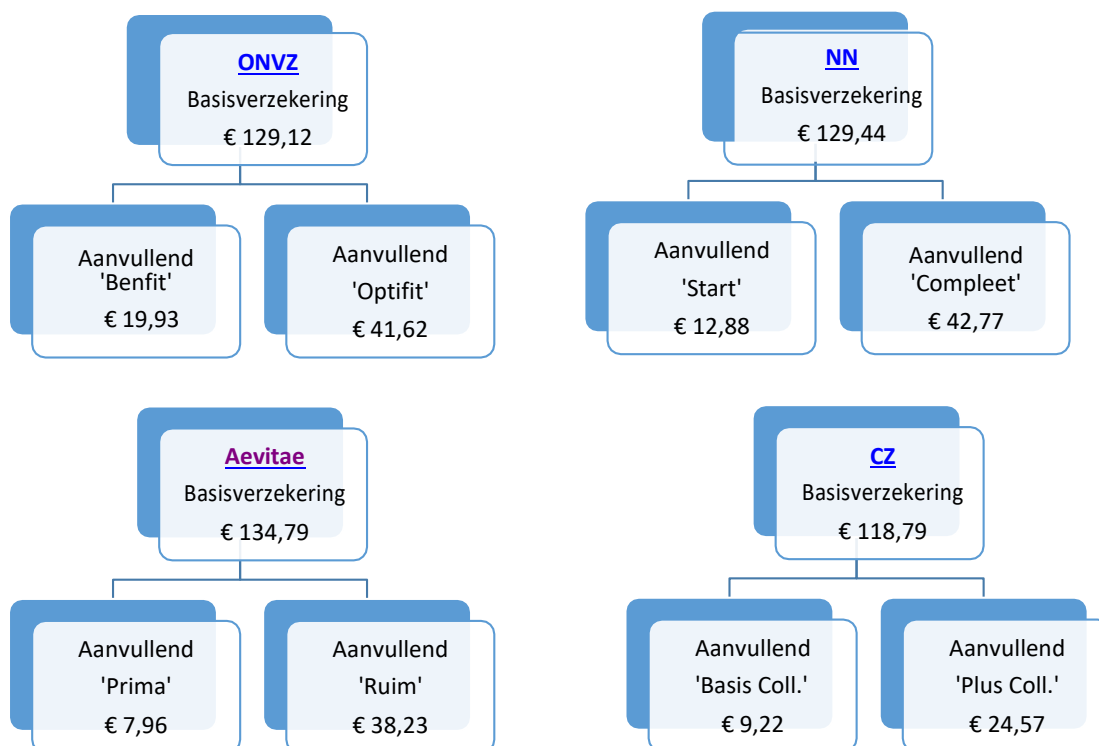 ONVZ
Basisverzekering
€ 129,12
Aanvullend
'Benfit'
€ 19,93
Aanvullend
'Optifit'
€ 41,62
NN
Basisverzekering
€ 129,44
Aanvullend
'Start'
€ 12,88
Aanvullend
'Compleet'
€ 42,77
Aevitae
Basisverzekering
€ 134,79
Aanvullend
'Prima'
€ 7,96
Aanvullend
'Ruim'
€ 38,23
CZ
Basisverzekering
€ 118,79
Aanvullend
'Basis Coll.'
€ 9,22
Aanvullend
'Plus Coll.'
€ 24,57